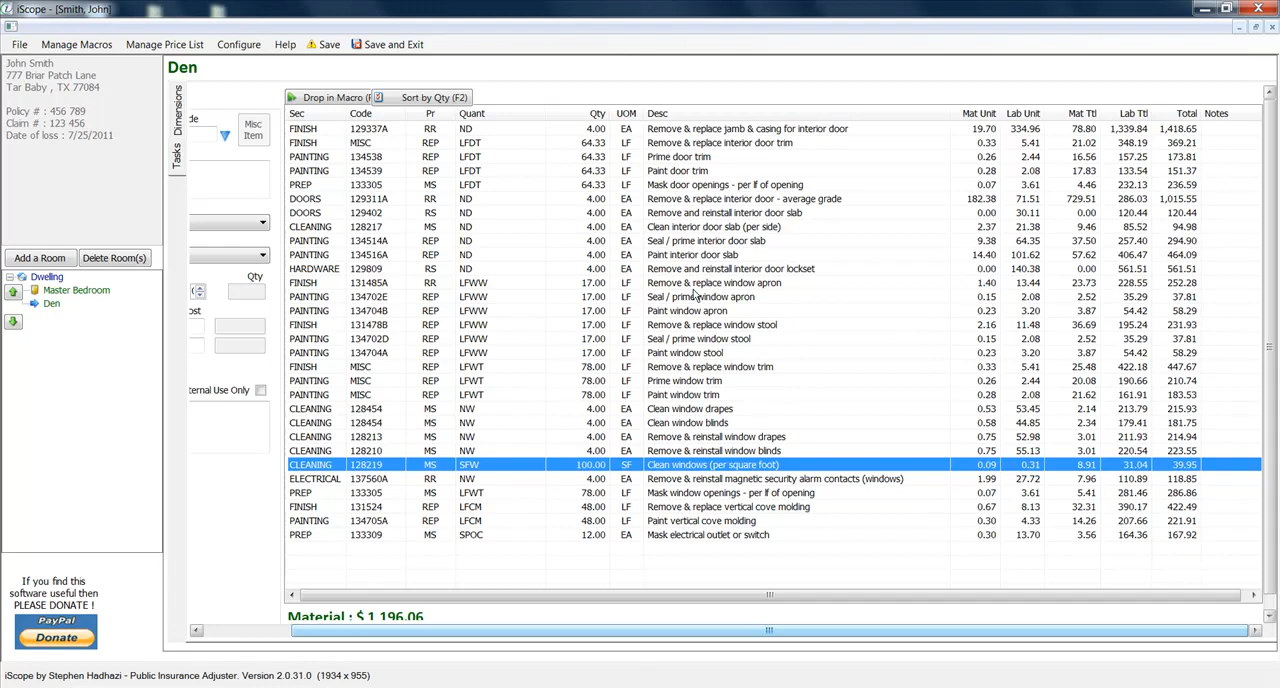 iScope - [Smith, John]
File Manage Macros Manage Price List Configure Help Save Save and Exit
John Smith
777 Briar Patch Lane
Tar Baby , TX 77084
Policy # : 456 789
Claim # : 123 456
Date of loss : 7/25/2011
Add a Room Delete Room(s)
Dwelling
Master Bedroom
Den
If you find this
software useful then
PLEASE DONATE !
PayPal
Donate
Den
Dimensions
Tasks
Misc
Item
Qty
Drop in Macro Sort by Qty (F2)
Sec Code Pr Quant Qty UOM Desc Mat Unit Lab Unit Mat Ttl Lab Ttl Total Notes
FINISH 129337A RR ND 4.00 EA Remove & replace jamb & casing for interior door 19.70 334.96 78.80 1,339.84 1,418.65
FINISH MISC REP LFDT 64.33 LF Remove & replace interior door trim 0.33 5.41 21.02 348.19 369.21
PAINTING 134538 REP LFDT 64.33 LF Prime door trim 0.26 2.44 16.56 157.25 173.81
PAINTING 134539 REP LFDT 64.33 LF Paint door trim 0.28 2.08 17.83 133.54 151.37
PREP 133305 MS LFDT 64.33 LF Mask door openings - per lf of opening 0.07 3.61 4.46 232.13 236.59
DOORS 129311A RR ND 4.00 EA Remove & replace interior door - average grade 182.38 71.51 729.51 286.03 1,015.55
DOORS 129402 RS ND 4.00 EA Remove and reinstall interior door slab 0.00 30.11 0.00 120.44 120.44
CLEANING 128217 MS ND 4.00 EA Clean interior door slab (per side) 2.37 21.38 9.46 85.52 94.98
PAINTING 134514A REP ND 4.00 EA Seal / prime interior door slab 9.38 64.35 37.50 257.40 294.90
PAINTING 134516A REP ND 4.00 EA Paint interior door slab 14.40 101.62 57.62 406.47 464.09
HARDWARE 129809 RS ND 4.00 EA Remove and reinstall interior door lockset 0.00 140.38 0.00 561.51 561.51
FINISH 131485A RR LFWW 17.00 LF Remove & replace window apron 1.40 13.44 23.73 228.55 252.28
PAINTING 134702E REP LFWW 17.00 LF Seal / prime window apron 0.15 2.08 2.52 35.29 37.81
PAINTING 134704B REP LFWW 17.00 LF Paint window apron 0.23 3.20 3.87 54.42 58.29
FINISH 131478B REP LFWW 17.00 LF Remove & replace window stool 2.16 11.48 36.69 195.24 231.93
PAINTING 134702D REP LFWW 17.00 LF Seal / prime window stool 0.15 2.08 2.52 35.29 37.81
PAINTING 134704A REP LFWW 17.00 LF Paint window stool 0.23 3.20 3.87 54.42 58.29
FINISH MISC REP LFWT 78.00 LF Remove & replace window trim 0.33 5.41 25.48 422.18 447.67
PAINTING MISC REP LFWT 78.00 LF Prime window trim 0.26 2.44 20.08 190.66 210.74
PAINTING MISC REP LFWT 78.00 LF Paint window trim 0.28 2.08 21.62 161.91 183.53
CLEANING 128454 MS NW 4.00 EA Clean window drapes 0.53 53.45 2.14 213.79 215.93
CLEANING 128454 MS NW 4.00 EA Clean window blinds 0.58 44.85 2.34 179.41 181.75
CLEANING 128213 MS NW 4.00 EA Remove & reinstall window drapes 0.75 52.98 3.01 211.93 214.94
CLEANING 128210 MS NW 4.00 EA Remove & reinstall window blinds 0.75 55.13 3.01 220.54 223.55
CLEANING 128219 MS SFW 100.00 SF Clean windows (per square foot) 0.09 0.31 8.91 31.04 39.95
ELECTRICAL 137560A RR NW 4.00 EA Remove & reinstall magnetic security alarm contacts (windows) 1.99 27.72 7.96 110.89 118.85
PREP 133305 MS LFWT 78.00 LF Mask window openings - per lf of opening 0.07 3.61 5.41 281.46 286.86
FINISH 131524 REP LFCM 48.00 LF Remove & replace vertical cove molding 0.67 8.13 32.31 390.17 422.49
PAINTING 134705A REP LFCM 48.00 LF Paint vertical cove molding 0.30 4.33 14.26 207.66 221.91
PREP 133309 MS SPOC 12.00 EA Mask electrical outlet or switch 0.30 13.70 3.56 164.36 167.92
Material : $ 1,196.06
iScope by Stephen Hadhazi - Public Insurance Adjuster. Version 2.0.31.0 (1934 x 955)